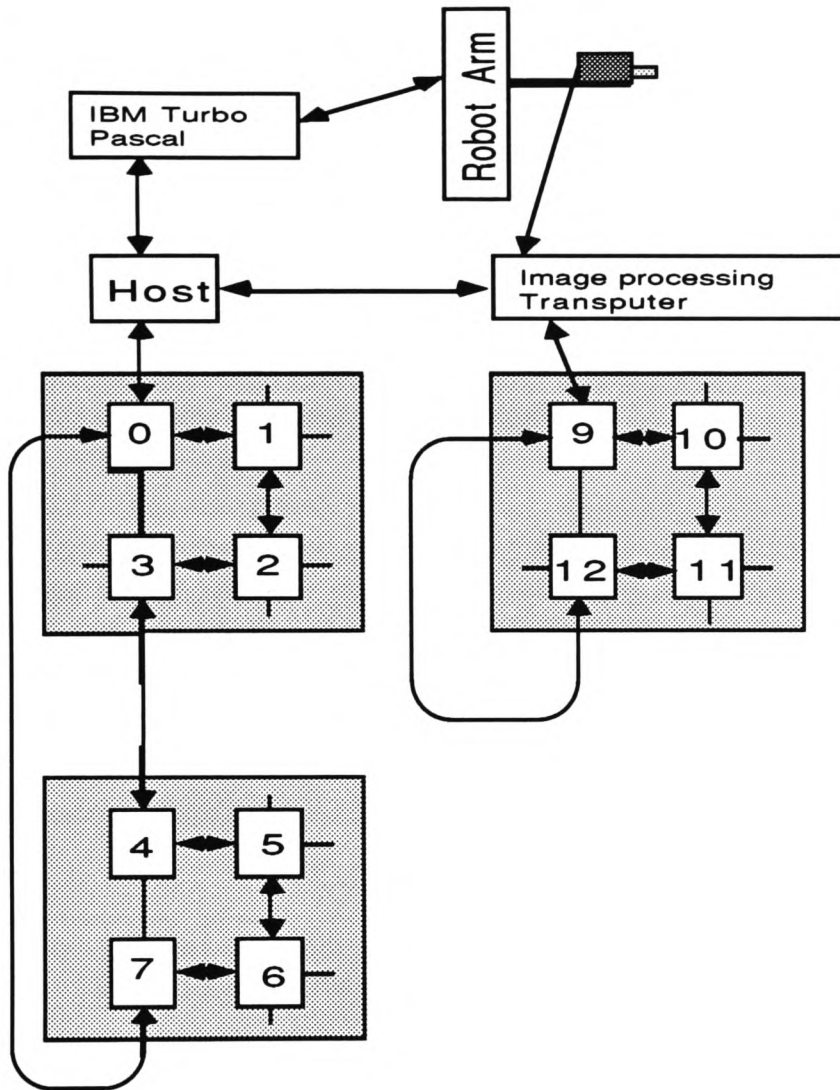 IBM Turbo
Pascal
Robot Arm
Host
Image processing
Transputer
0
1
3
2
9
10
12
11
4
5
7
6